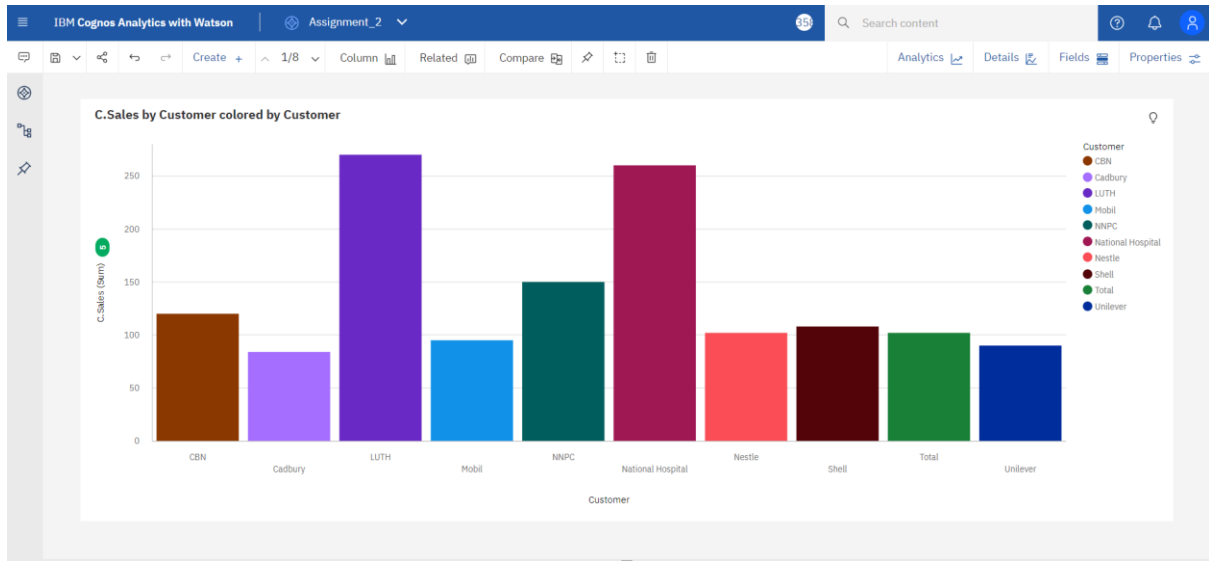 IBM Cognos Analytics with Watson
Assignment_2
Search content
Create +
1/8
Column
Related
Compare
Analytics
Details
Fields
Properties
C.Sales by Customer colored by Customer
C.Sales (Sum)
5
250
200
150
100
50
0
CBN
Cadbury
LUTH
Mobil
NNPC
National Hospital
Nestle
Shell
Total
Unilever
Customer
Customer
CBN
Cadbury
LUTH
Mobil
NNPC
National Hospital
Nestle
Shell
Total
Unilever